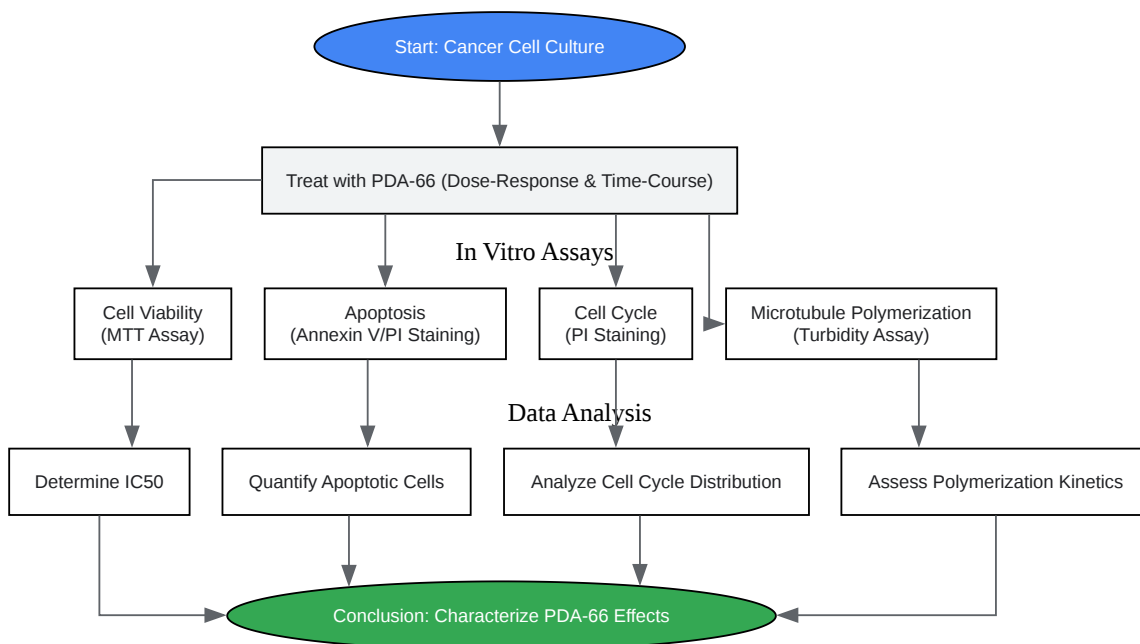 Start: Cancer Cell Culture
Treat with PDA-66 (Dose-Response & Time-Course)
In Vitro Assays
Cell Viability
(MTT Assay)
Apoptosis
(Annexin V/PI Staining)
Cell Cycle
(PI Staining)
Microtubule Polymerization
(Turbidity Assay)
Data Analysis
Determine IC50
Quantify Apoptotic Cells
Analyze Cell Cycle Distribution
Assess Polymerization Kinetics
Conclusion: Characterize PDA-66 Effects